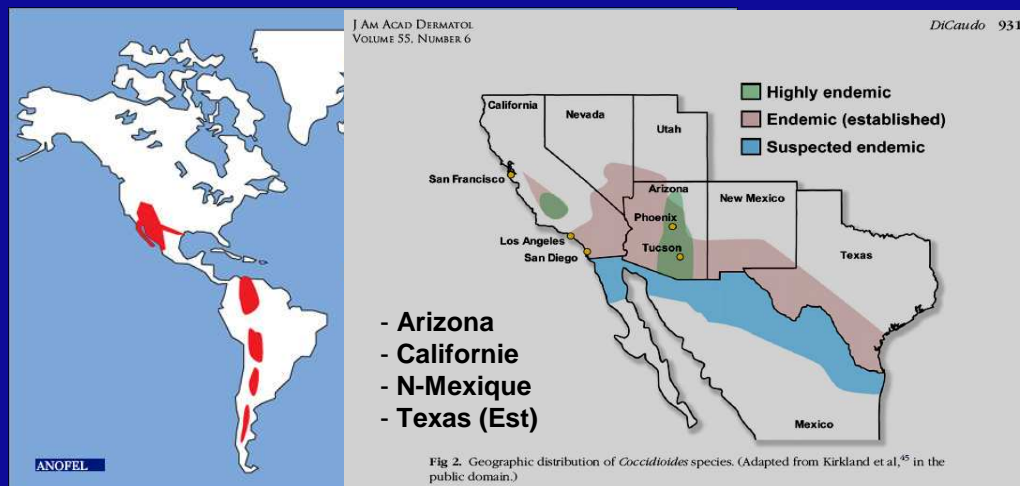 J AM ACAD DERMATOL
VOLUME 55, NUMBER 6
DiCaudo 931
Highly endemic
Endemic (established)
Suspected endemic
California
Nevada
Utah
San Francisco
Arizona
New Mexico
Phoenix
Los Angeles
Tucson
San Diego
Texas
Mexico
- Arizona
- Californie
- N-Mexique
- Texas (Est)
ANOFEL
Fig 2. Geographic distribution of Coccidioides species. (Adapted from Kirkland et al,45 in the
public domain.)